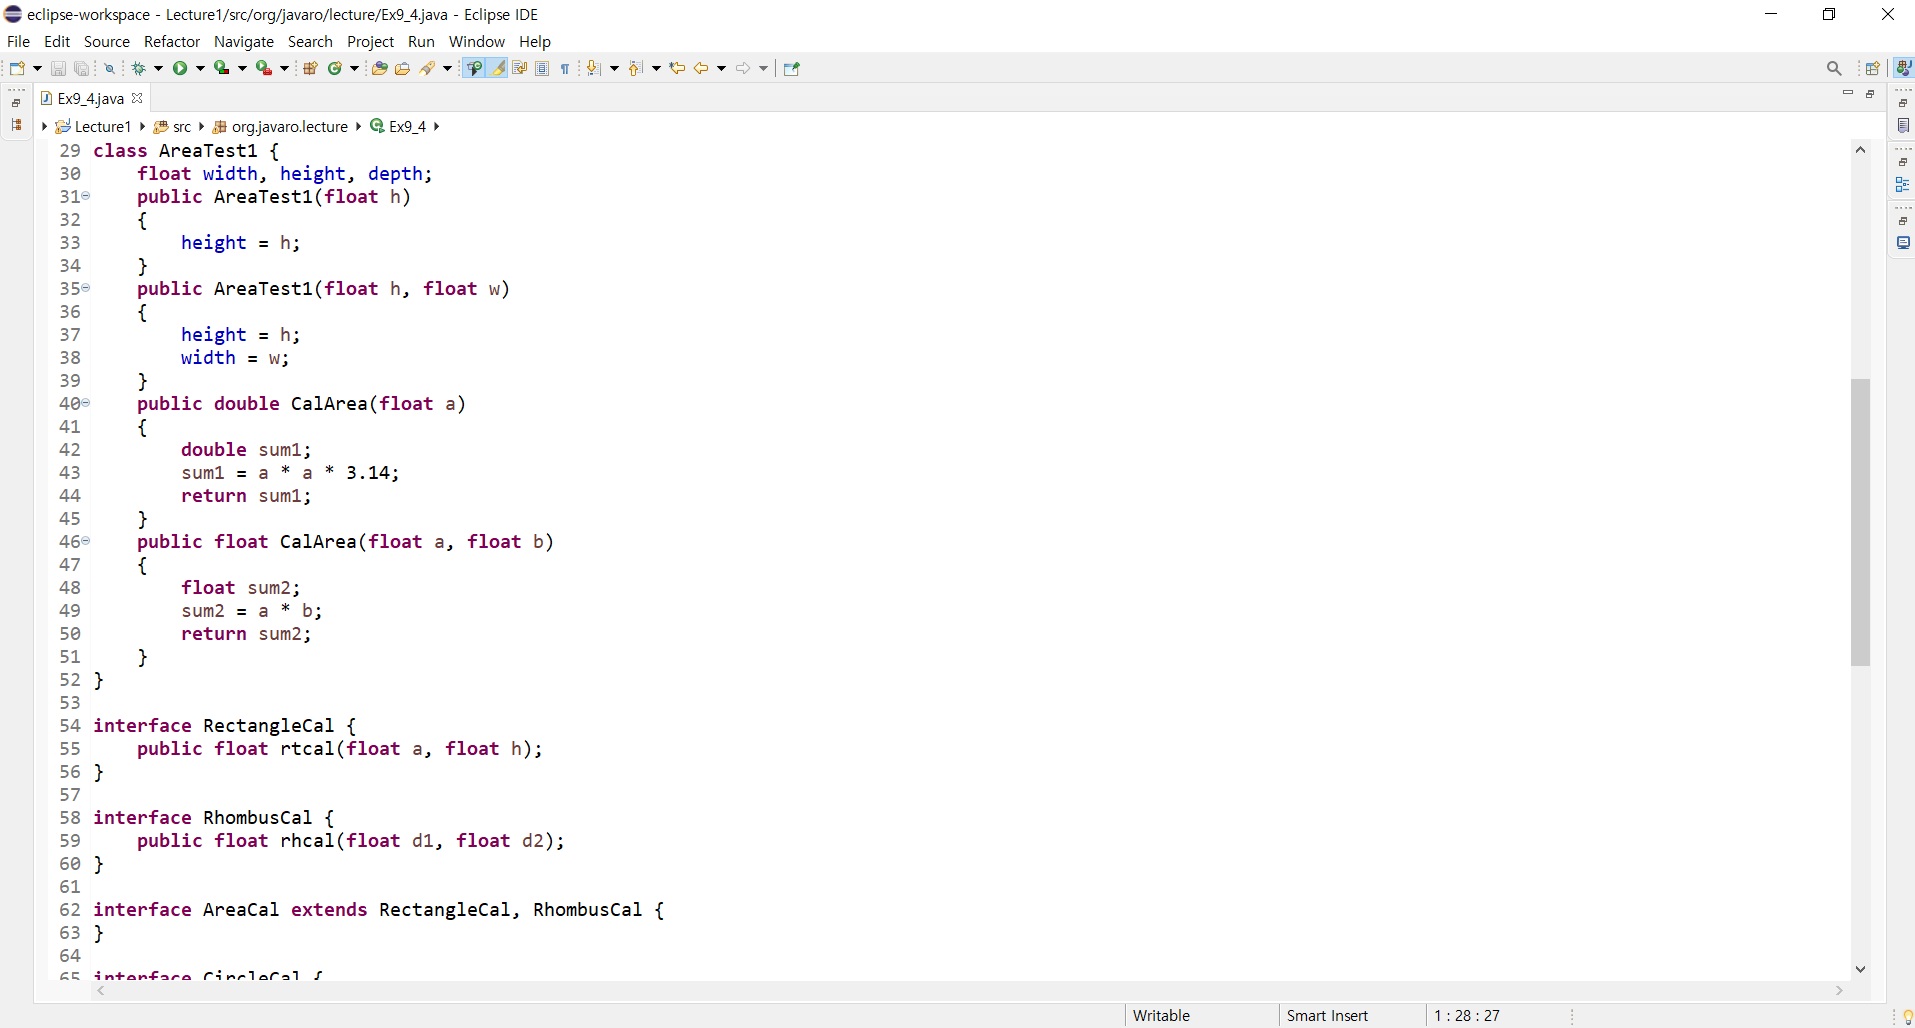 eclipse-workspace - Lecture1/src/org/javaro/lecture/Ex9_4.java - Eclipse IDE
File Edit Source Refactor Navigate Search Project Run Window Help
Ex9_4.java
Lecture1 src org.javaro.lecture Ex9_4
29 class AreaTest1 {
30 float width, height, depth;
31 public AreaTest1(float h)
32 {
33 height = h;
34 }
35 public AreaTest1(float h, float w)
36 {
37 height = h;
38 width = w;
39 }
40 public double CalArea(float a)
41 {
42 double sum1;
43 sum1 = a * a * 3.14;
44 return sum1;
45 }
46 public float CalArea(float a, float b)
47 {
48 float sum2;
49 sum2 = a * b;
50 return sum2;
51 }
52 }
53
54 interface RectangleCal {
55 public float rtcal(float a, float h);
56 }
57
58 interface RhombusCal {
59 public float rhcal(float d1, float d2);
60 }
61
62 interface AreaCal extends RectangleCal, RhombusCal {
63 }
64
65 interface CircleCal {
Writable Smart Insert 1 : 28 : 27